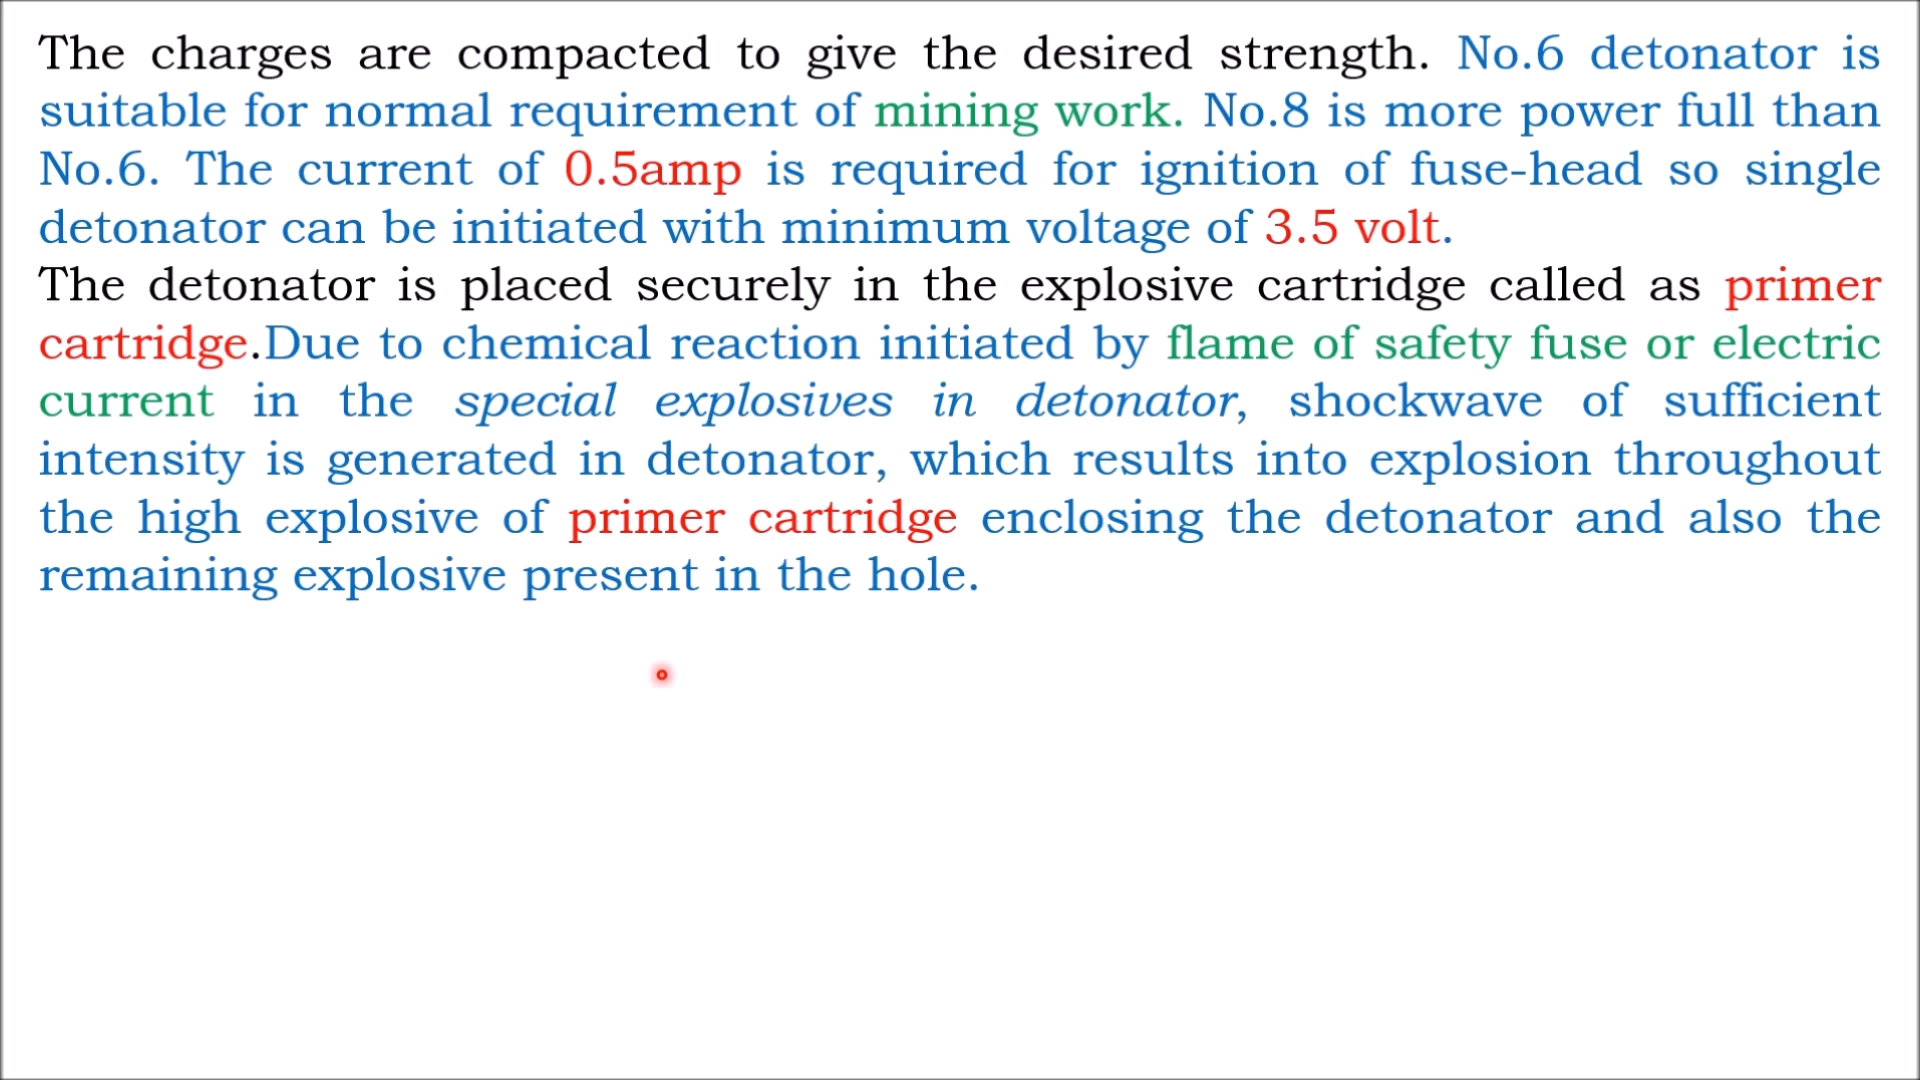 The charges are compacted to give the desired strength. No.6 detonator is
suitable for normal requirement of mining work. No.8 is more power full than
No.6. The current of 0.5amp is required for ignition of fuse-head so single
detonator can be initiated with minimum voltage of 3.5 volt.
The detonator is placed securely in the explosive cartridge called as primer
cartridge.Due to chemical reaction initiated by flame of safety fuse or electric
current in the special explosives in detonator, shockwave of sufficient
intensity is generated in detonator, which results into explosion throughout
the high explosive of primer cartridge enclosing the detonator and also the
remaining explosive present in the hole.